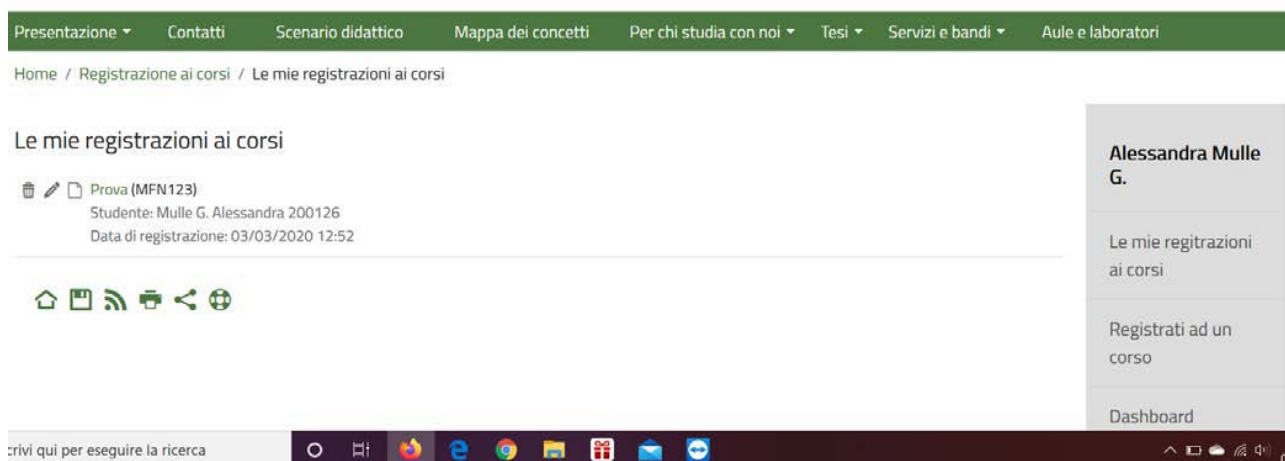 Presentazione Contatti Scenario didattico Mappa dei concetti Per chi studia con noi Tesi Servizi e bandi Aule e laboratori
Home / Registrazione ai corsi / Le mie registrazioni ai corsi
Le mie registrazioni ai corsi
Prova (MFN123)
Studente: Mulle G. Alessandra 200126
Data di registrazione: 03/03/2020 12:52
Alessandra Mulle
G.
Le mie regitrazioni
ai corsi
Registrati ad un
corso
Dashboard
crivi qui per eseguire la ricerca